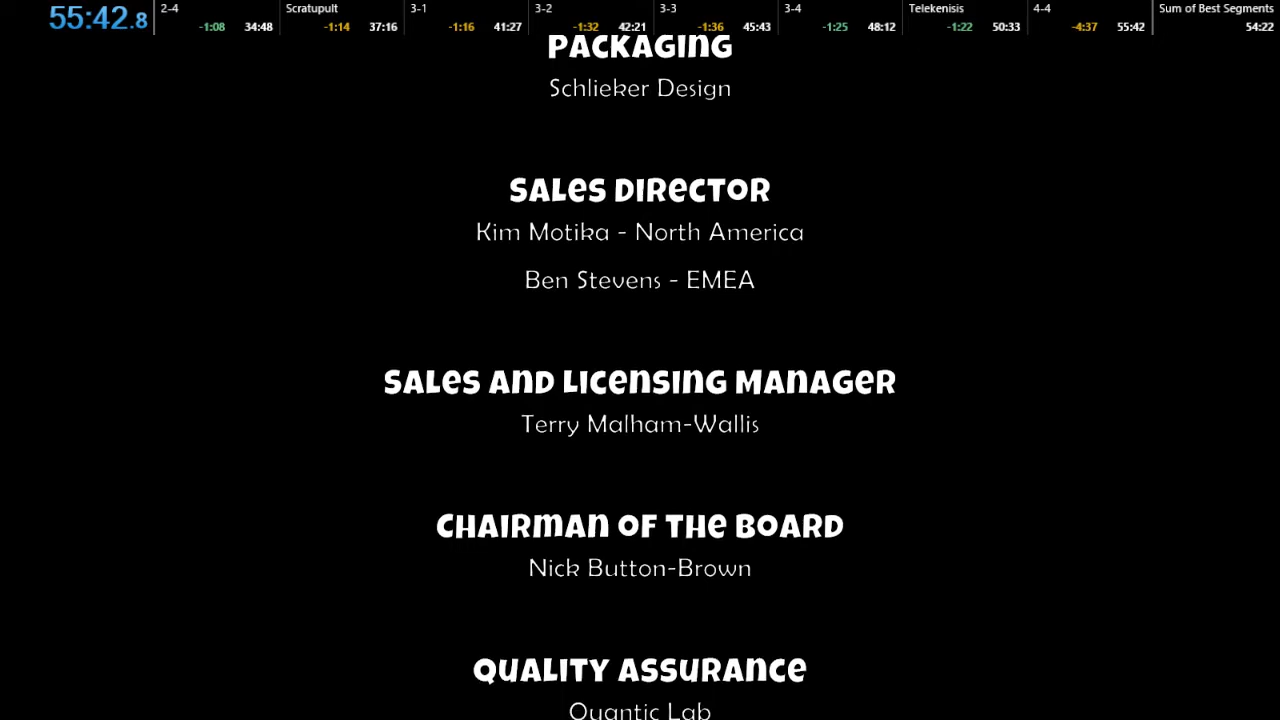 55:42.8 2-4 Scratupult 3-1 3-2 3-3 3-4 Telekenisis 4-4 Sum of Best Segments
-1:08 34:48 -1:14 37:16 -1:16 41:27 -1:32 42:21 -1:36 45:43 -1:25 48:12 -1:22 50:33 -4:37 55:42 54:22
PACKAGING
Schlieker Design
SALES DIRECTOR
Kim Motika - North America
Ben Stevens - EMEA
SALES AND LICENSING MANAGER
Terry Malham-Wallis
CHAIRMAN OF THE BOARD
Nick Button-Brown
QUALITY ASSURANCE
Quantic Lab